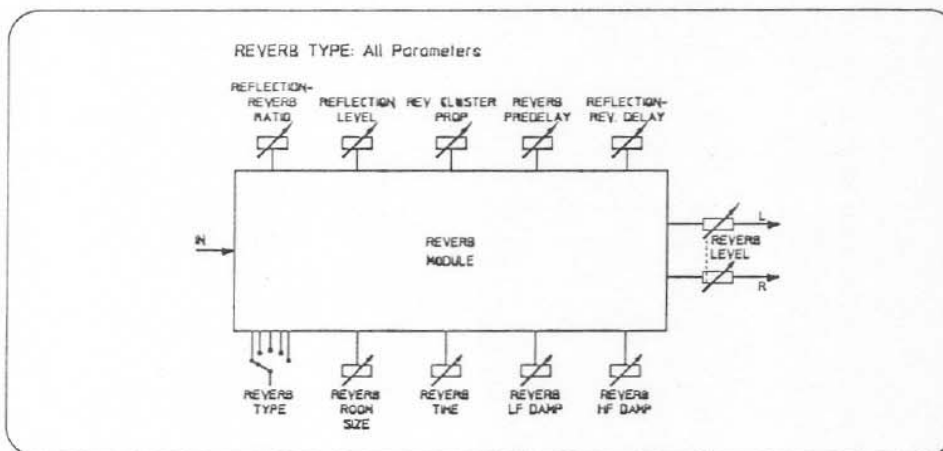 REVERB TYPE: All Parameters
REFLECTION-
REVERB
RATIO
REFLECTION
LEVEL
REV. CLUSTER
PROP
REVERB
PREDELAY
REFLECTION-
REV. DELAY
IN
REVERB
MODULE
L
REVERB
LEVEL
R
REVERB
TYPE
REVERB
ROOM
SIZE
REVERB
TIME
REVERB
LF DAMP
REVERB
HF DAMP